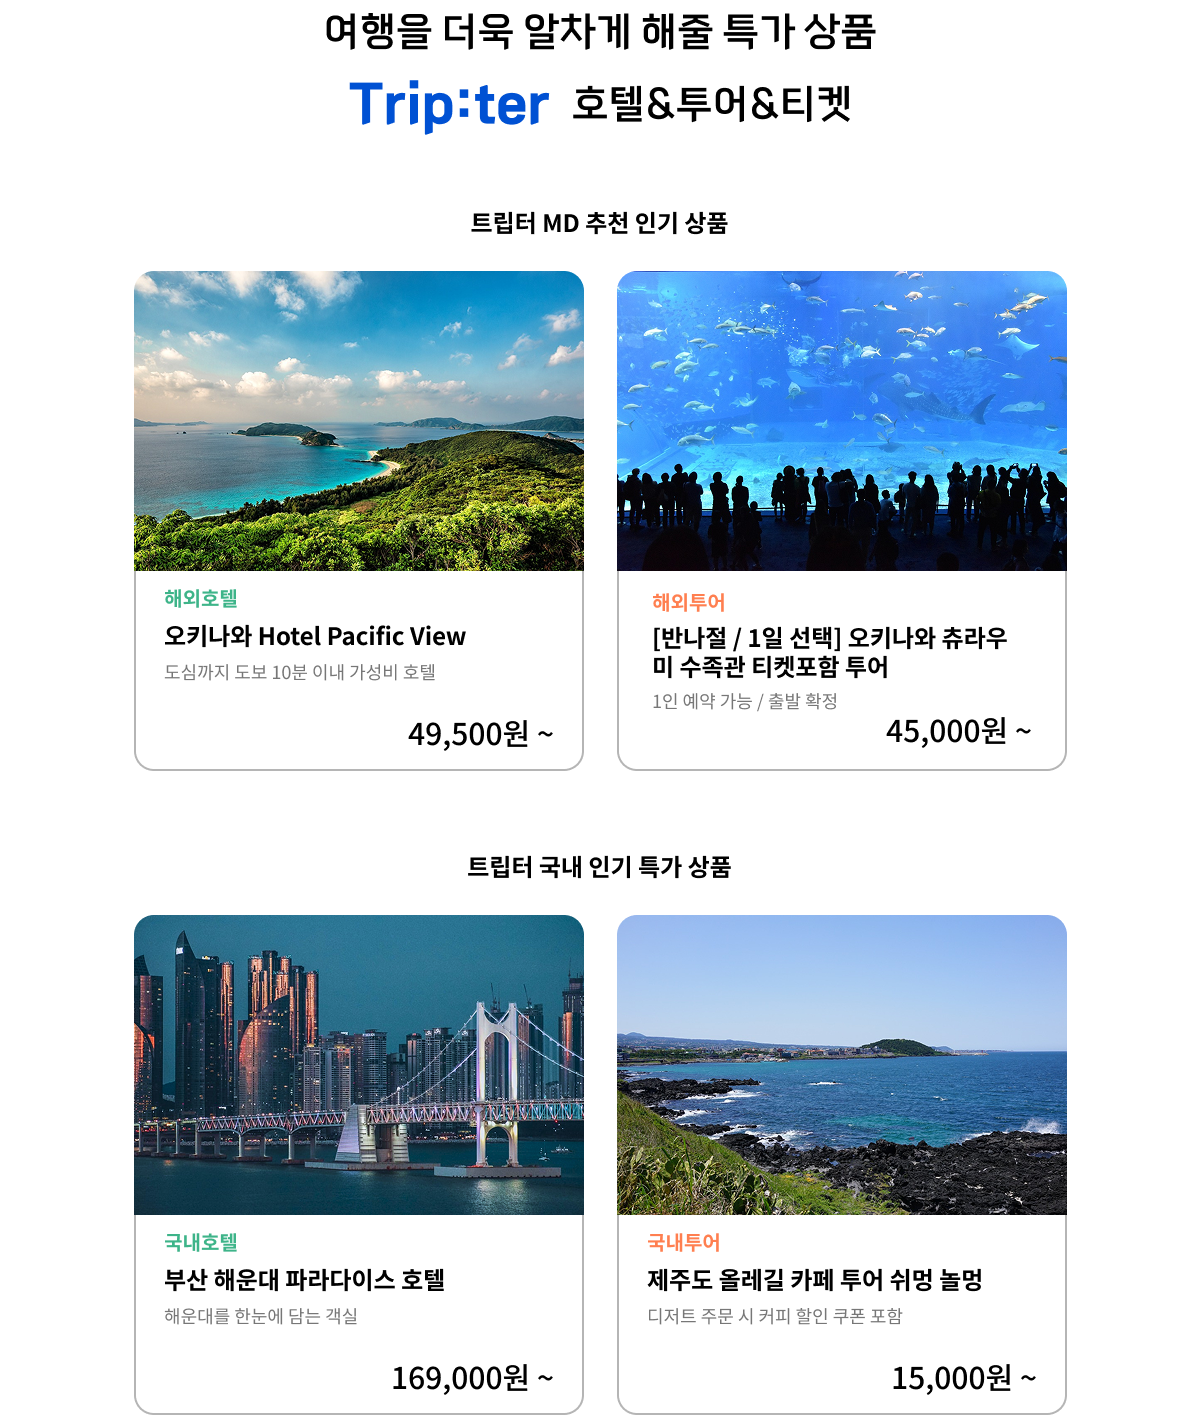 여행을 더욱 알차게 해줄 특가 상품
Trip:ter 호텔&투어&티켓
트립터 MD 추천 인기 상품
해외호텔
오키나와 Hotel Pacific View
도심까지 도보 10분 이내 가성비 호텔
49,500원 ~
해외투어
[반나절 / 1일 선택] 오키나와 츄라우
미 수족관 티켓포함 투어
1인 예약 가능 / 출발 확정
45,000원 ~
트립터 국내 인기 특가 상품
국내호텔
부산 해운대 파라다이스 호텔
해운대를 한눈에 담는 객실
169,000원 ~
국내투어
제주도 올레길 카페 투어 쉬멍 놀멍
디저트 주문 시 커피 할인 쿠폰 포함
15,000원 ~